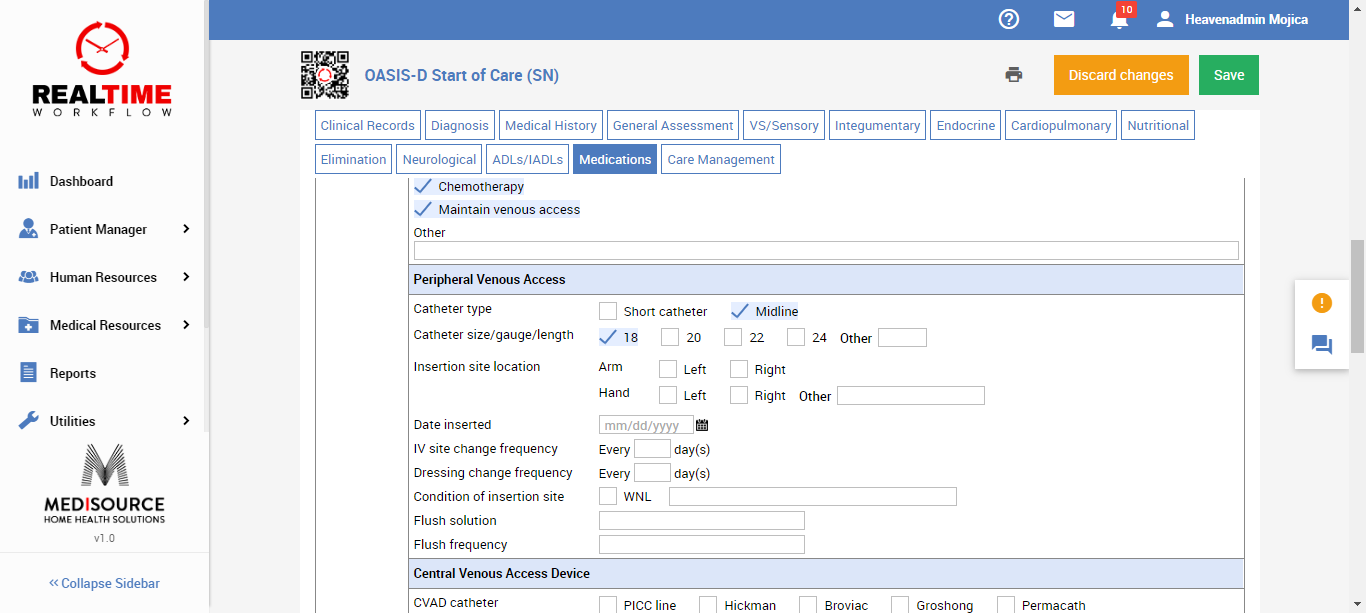 10
Heavenadmin Mojica
REALTIME
WORKFLOW
OASIS-D Start of Care (SN)
Discard changes
Save
Clinical Records
Diagnosis
Medical History
General Assessment
VS/Sensory
Integumentary
Endocrine
Cardiopulmonary
Nutritional
Elimination
Neurological
ADLs/IADLs
Medications
Care Management
Dashboard
Patient Manager
Human Resources
Medical Resources
Reports
Utilities
MEDISOURCE
HOME HEALTH SOLUTIONS
v1.0
Collapse Sidebar
Chemotherapy
Maintain venous access
Other
Peripheral Venous Access
Catheter type Short catheter Midline
Catheter size/gauge/length 18 20 22 24 Other
Insertion site location Arm Left Right
Hand Left Right Other
Date inserted mm/dd/yyyy
IV site change frequency Every day(s)
Dressing change frequency Every day(s)
Condition of insertion site WNL
Flush solution
Flush frequency
Central Venous Access Device
CVAD catheter PICC line Hickman Broviac Groshong Permacath